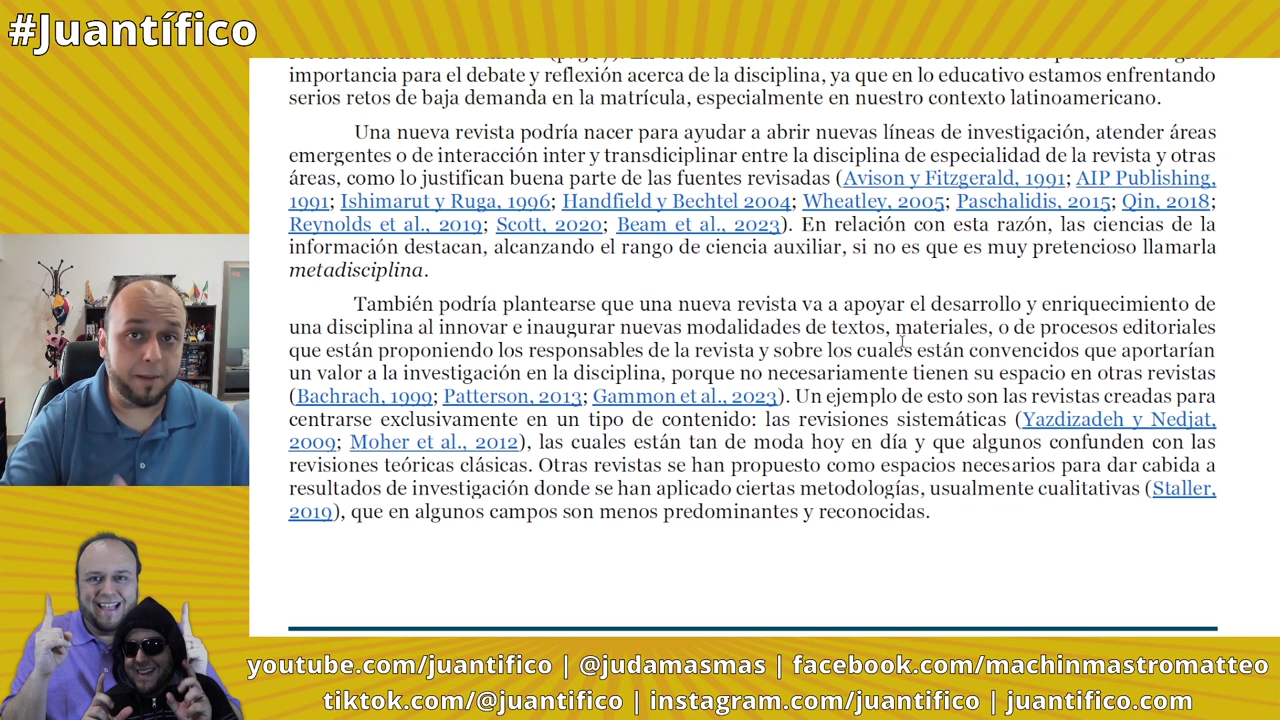 #Juantífico
importancia para el debate y reflexión acerca de la disciplina, ya que en lo educativo estamos enfrentando
serios retos de baja demanda en la matrícula, especialmente en nuestro contexto latinoamericano.
Una nueva revista podría nacer para ayudar a abrir nuevas líneas de investigación, atender áreas
emergentes o de interacción inter y transdiciplinar entre la disciplina de especialidad de la revista y otras
áreas, como lo justifican buena parte de las fuentes revisadas (Avison y Fitzgerald, 1991; AIP Publishing,
1991; Ishimarut y Ruga, 1996; Handfield y Bechtel 2004; Wheatley, 2005; Paschalidis, 2015; Qin, 2018;
Reynolds et al., 2019; Scott, 2020; Beam et al., 2023). En relación con esta razón, las ciencias de la
información destacan, alcanzando el rango de ciencia auxiliar, si no es que es muy pretencioso llamarla
metadisciplina.
También podría plantearse que una nueva revista va a apoyar el desarrollo y enriquecimiento de
una disciplina al innovar e inaugurar nuevas modalidades de textos, materiales, o de procesos editoriales
que están proponiendo los responsables de la revista y sobre los cuales están convencidos que aportarían
un valor a la investigación en la disciplina, porque no necesariamente tienen su espacio en otras revistas
(Bachrach, 1999; Patterson, 2013; Gammon et al., 2023). Un ejemplo de esto son las revistas creadas para
centrarse exclusivamente en un tipo de contenido: las revisiones sistemáticas (Yazdizadeh y Nedjat,
2009; Moher et al., 2012), las cuales están tan de moda hoy en día y que algunos confunden con las
revisiones teóricas clásicas. Otras revistas se han propuesto como espacios necesarios para dar cabida a
resultados de investigación donde se han aplicado ciertas metodologías, usualmente cualitativas (Staller,
2019), que en algunos campos son menos predominantes y reconocidas.
youtube.com/juantifico | @judamasmas | facebook.com/machinmastromatteo
tiktok.com/@juantifico | instagram.com/juantifico | juantifico.com